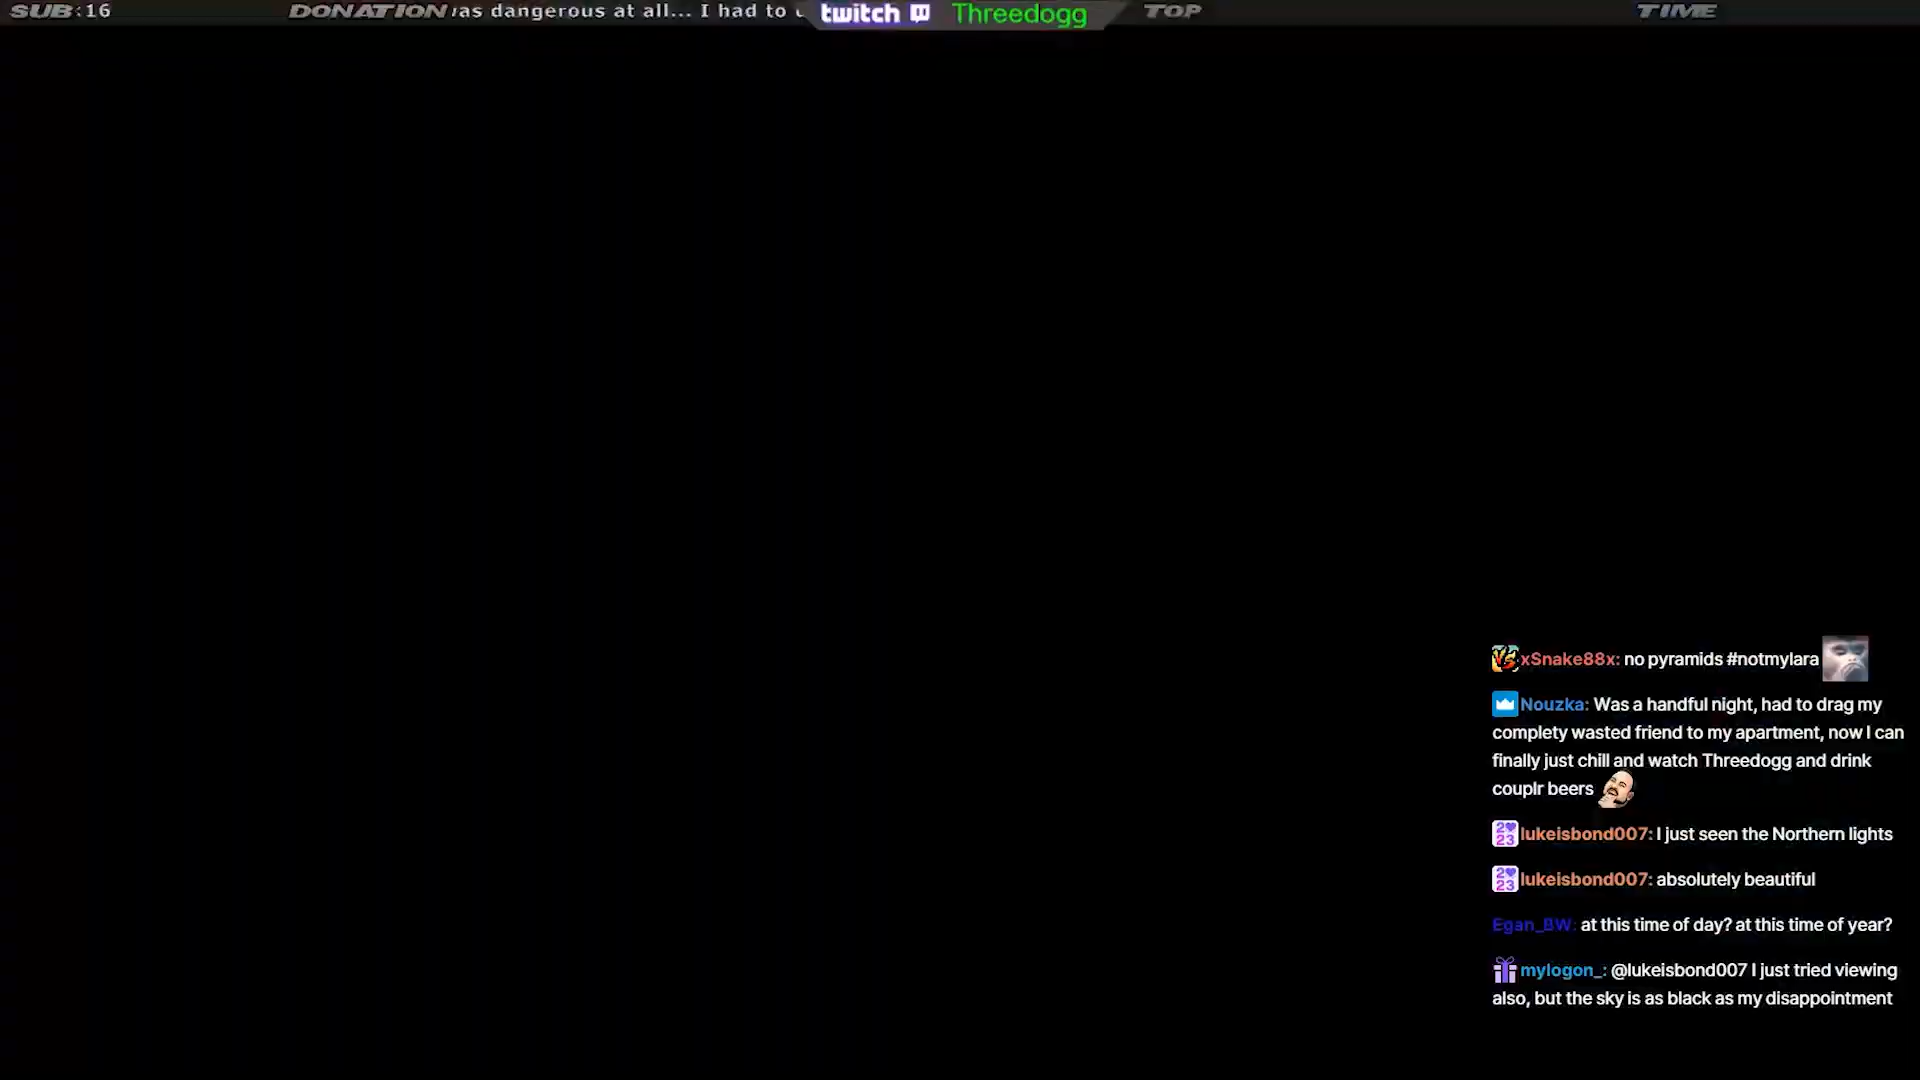 SUB:16
DONATION as dangerous at all... I had to
twitch Threedogg
TOP
TIME
xSnake88x: no pyramids #notmylara
Nouzka: Was a handful night, had to drag my
complety wasted friend to my apartment, now I can
finally just chill and watch Threedogg and drink
couplr beers
2023 lukeisbond007: I just seen the Northern lights
2023 lukeisbond007: absolutely beautiful
Egan_BW: at this time of day? at this time of year?
mylogon_: @lukeisbond007 I just tried viewing
also, but the sky is as black as my disappointment